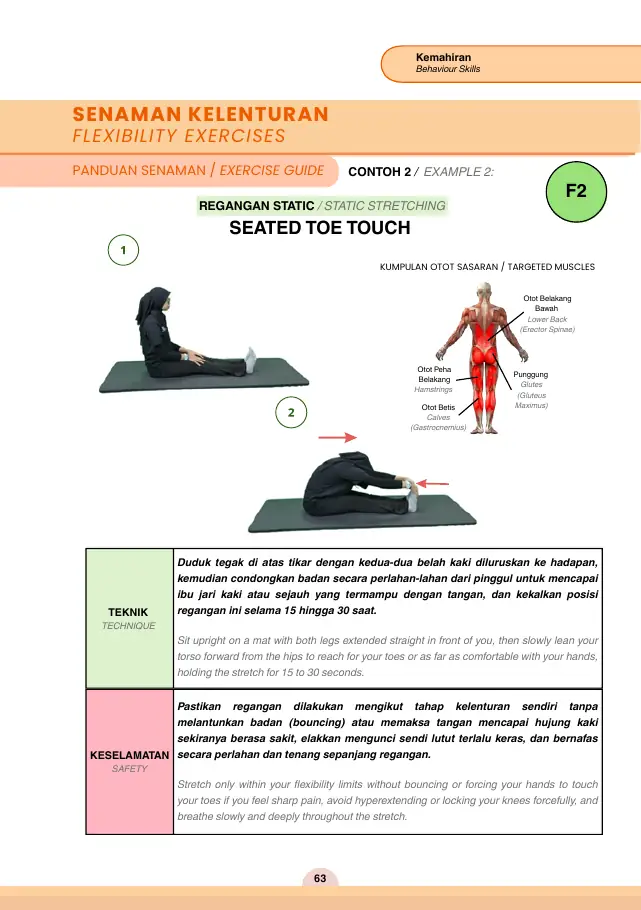 Kemahiran
Behaviour Skills
SENAMAN KELENTURAN
FLEXIBILITY EXERCISES
PANDUAN SENAMAN / EXERCISE GUIDE
CONTOH 2 / EXAMPLE 2:
F2
REGANGAN STATIC / STATIC STRETCHING
SEATED TOE TOUCH
1
KUMPULAN OTOT SASARAN / TARGETED MUSCLES
Otot Belakang
Bawah
Lower Back
(Erector Spinae)
Otot Peha
Belakang
Hamstrings
Punggung
Glutes
(Gluteus
Maximus)
Otot Betis
Calves
(Gastrocnemius)
2
TEKNIK
TECHNIQUE
Duduk tegak di atas tikar dengan kedua-dua belah kaki diluruskan ke hadapan,
kemudian condongkan badan secara perlahan-lahan dari pinggul untuk mencapai
ibu jari kaki atau sejauh yang termampu dengan tangan, dan kekalkan posisi
regangan ini selama 15 hingga 30 saat.
Sit upright on a mat with both legs extended straight in front of you, then slowly lean your
torso forward from the hips to reach for your toes or as far as comfortable with your hands,
holding the stretch for 15 to 30 seconds.
KESELAMATAN
SAFETY
Pastikan regangan dilakukan mengikut tahap kelenturan sendiri tanpa
melantunkan badan (bouncing) atau memaksa tangan mencapai hujung kaki
sekiranya berasa sakit, elakkan mengunci sendi lutut terlalu keras, dan bernafas
secara perlahan dan tenang sepanjang regangan.
Stretch only within your flexibility limits without bouncing or forcing your hands to touch
your toes if you feel sharp pain, avoid hyperextending or locking your knees forcefully, and
breathe slowly and deeply throughout the stretch.
63